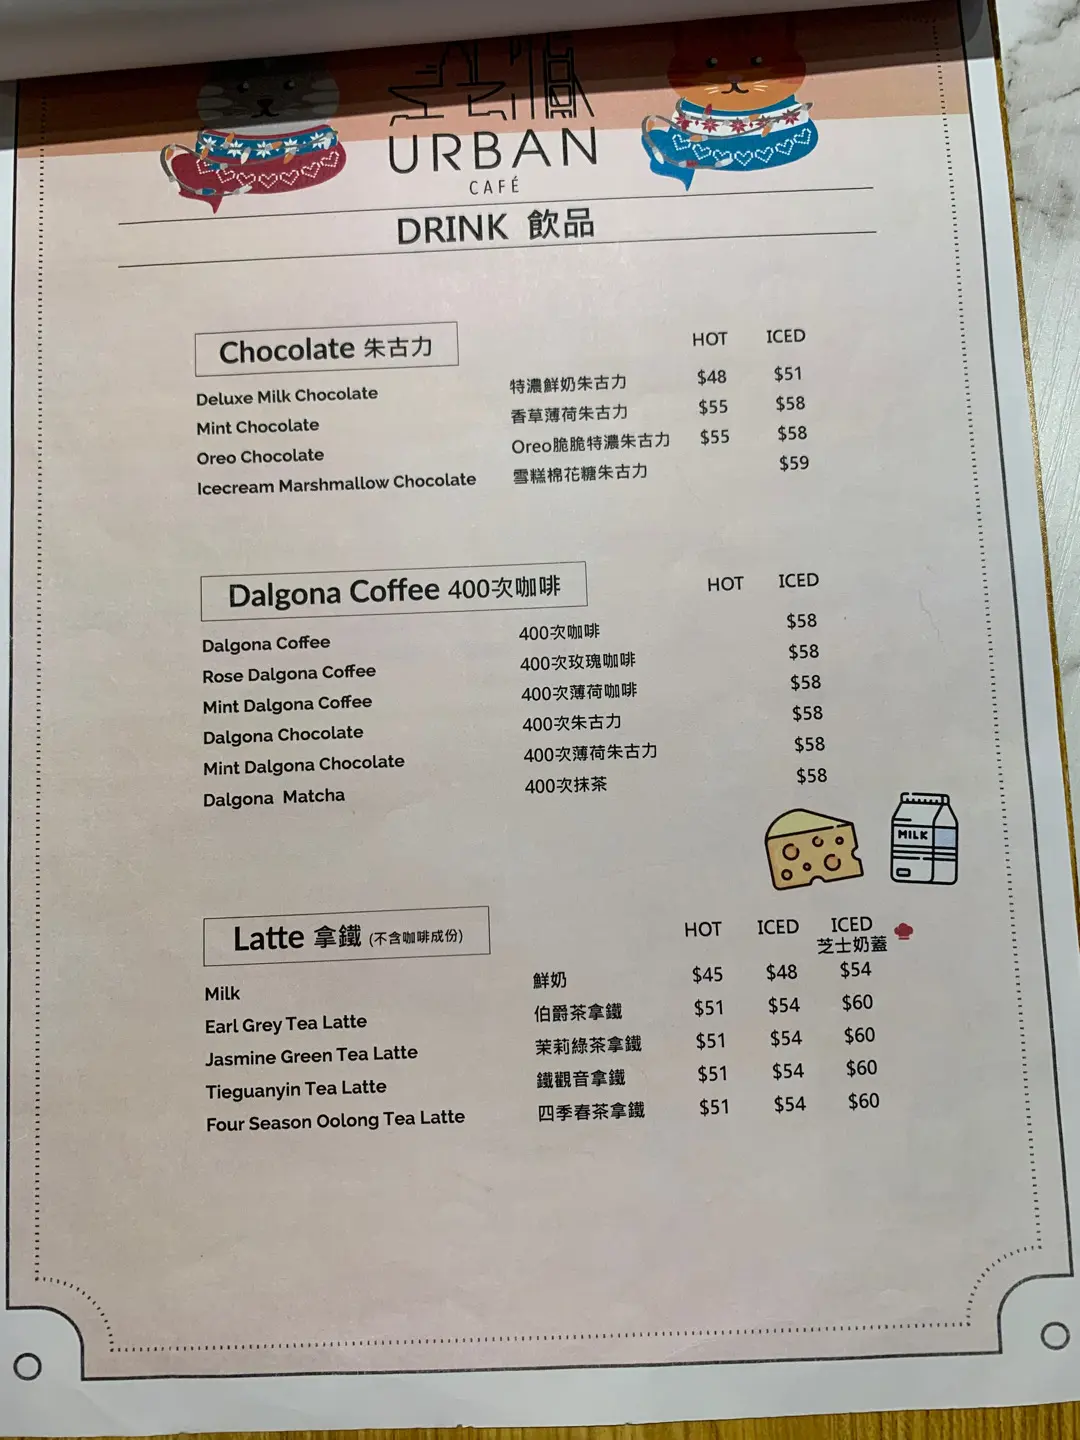 URBAN
CAFÉ
DRINK 飲品
Chocolate 朱古力 HOT ICED
Deluxe Milk Chocolate 特濃鮮奶朱古力 $48 $51
Mint Chocolate 香草薄荷朱古力 $55 $58
Oreo Chocolate Oreo脆脆特濃朱古力 $55 $58
Icecream Marshmallow Chocolate 雪糕棉花糖朱古力 $59
Dalgona Coffee 400次咖啡 HOT ICED
Dalgona Coffee 400次咖啡 $58
Rose Dalgona Coffee 400次玫瑰咖啡 $58
Mint Dalgona Coffee 400次薄荷咖啡 $58
Dalgona Chocolate 400次朱古力 $58
Mint Dalgona Chocolate 400次薄荷朱古力 $58
Dalgona Matcha 400次抹茶 $58
MILK
Latte 拿鐵 (不含咖啡成份) HOT ICED ICED
芝士奶蓋
Milk 鮮奶 $45 $48 $54
Earl Grey Tea Latte 伯爵茶拿鐵 $51 $54 $60
Jasmine Green Tea Latte 茉莉綠茶拿鐵 $51 $54 $60
Tieguanyin Tea Latte 鐵觀音拿鐵 $51 $54 $60
Four Season Oolong Tea Latte 四季春茶拿鐵 $51 $54 $60